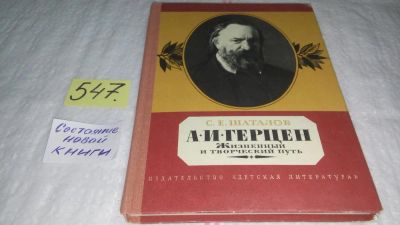 547.
Состояние
новой
книги
С. Е. ШАТАЛОВ
А·И·ГЕРЦЕН
Жизненный
и творческий путь
ИЗДАТЕЛЬСТВО «ДЕТСКАЯ ЛИТЕРАТУРА»